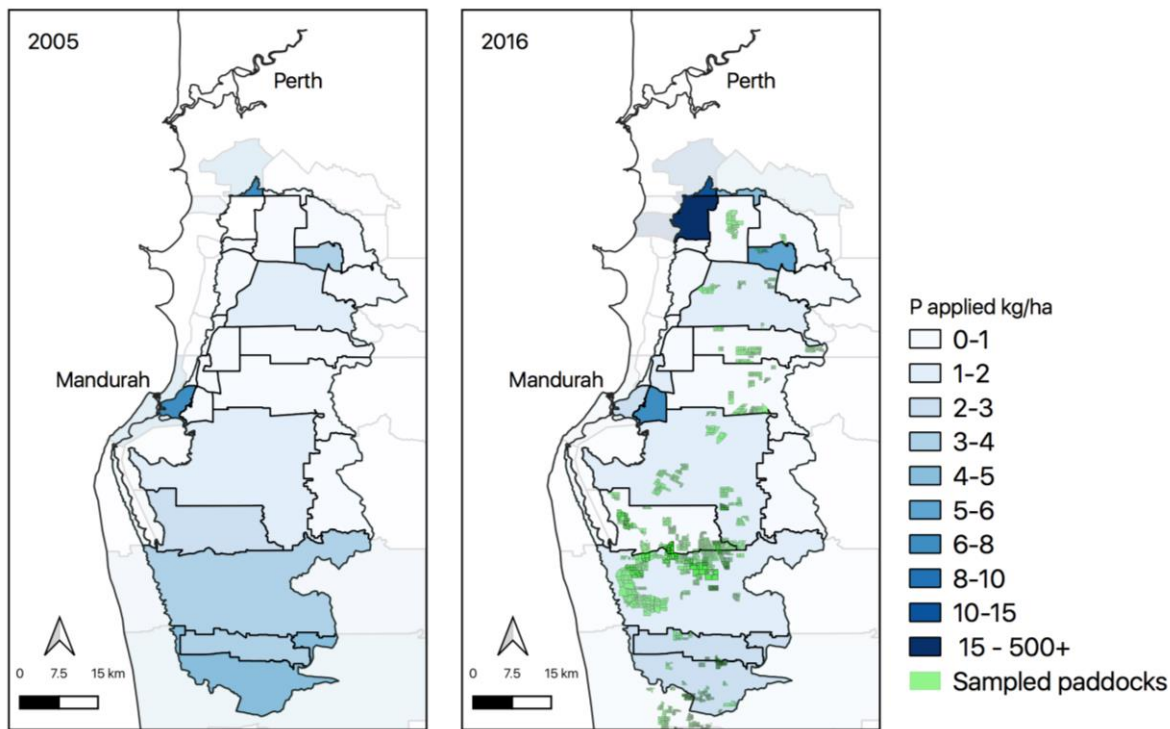 2005
Perth
Mandurah
0 7.5 15 km
2016
Perth
Mandurah
0 7.5 15 km
P applied kg/ha
0-1
1-2
2-3
3-4
4-5
5-6
6-8
8-10
10-15
15 - 500+
Sampled paddocks